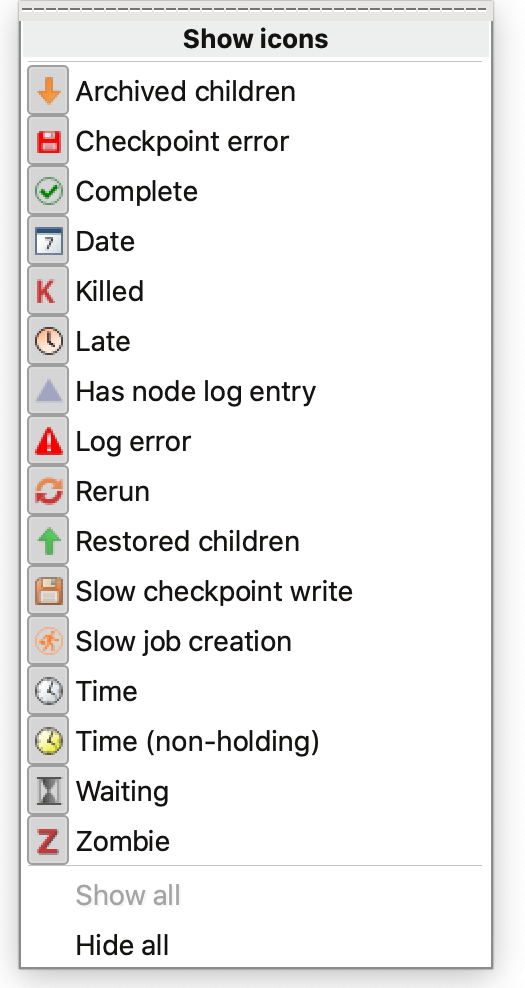 Show icons
Archived children
Checkpoint error
Complete
7 Date
K Killed
Late
Has node log entry
Log error
Rerun
Restored children
Slow checkpoint write
Slow job creation
Time
Time (non-holding)
Waiting
Z Zombie
Show all
Hide all